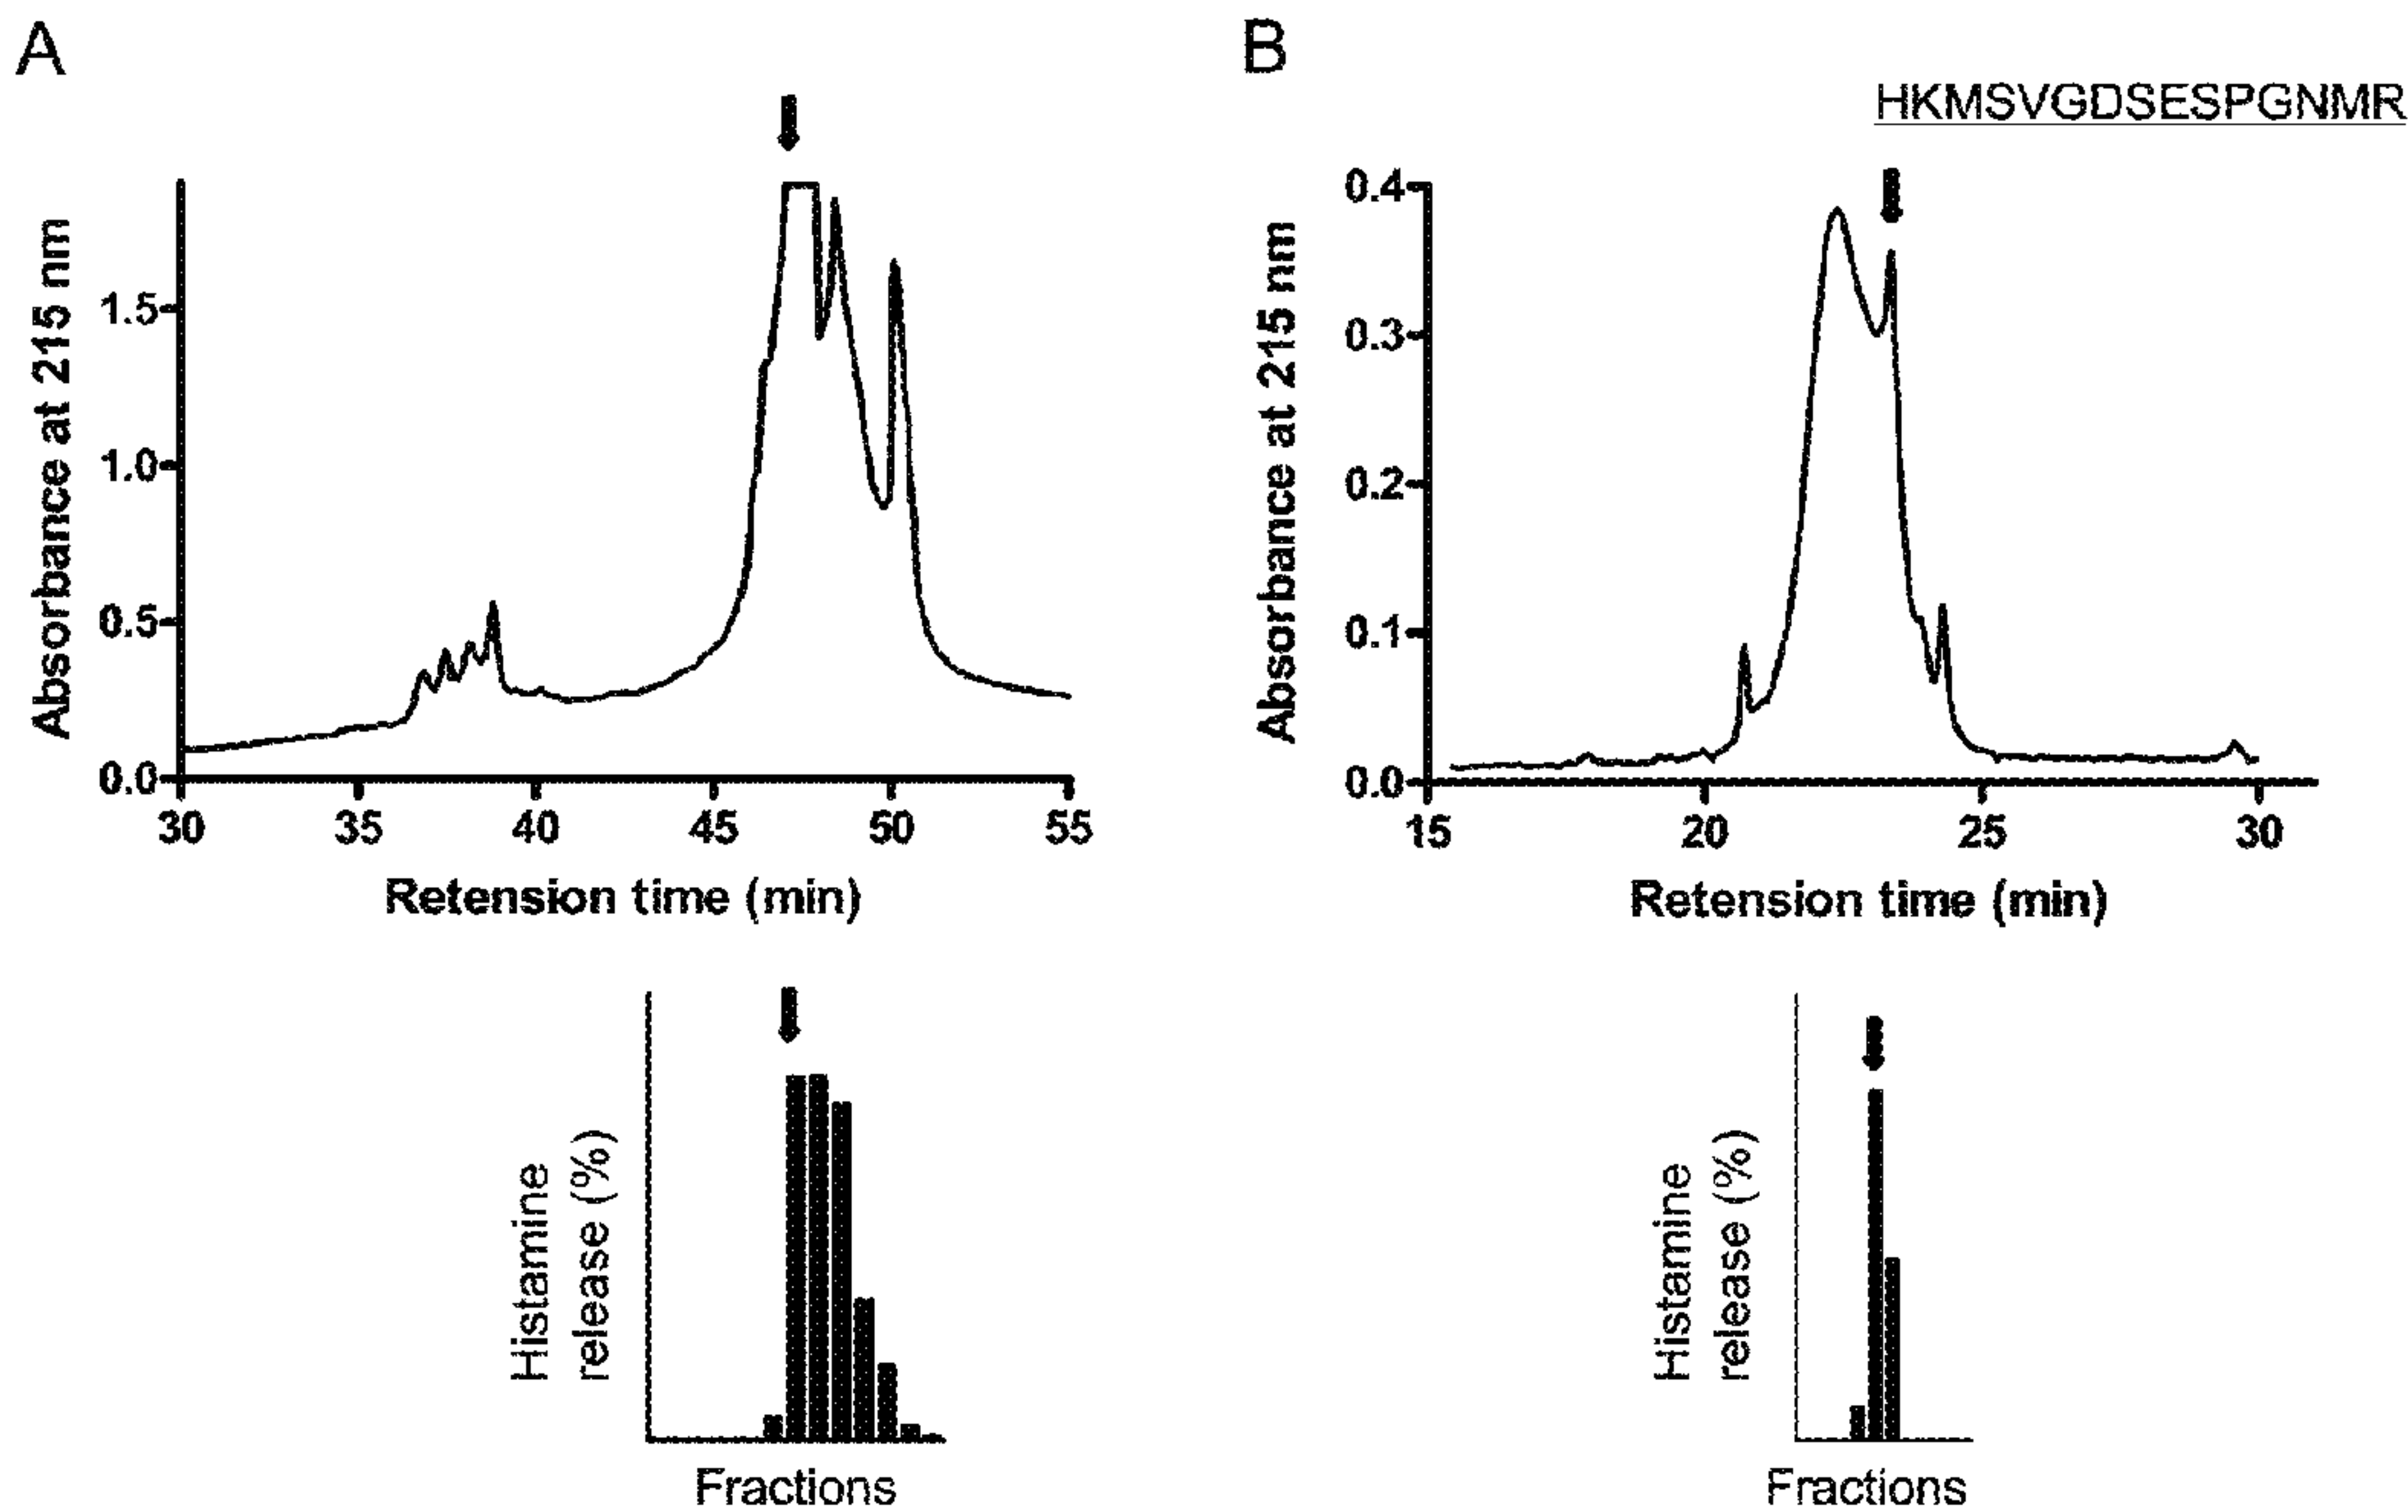 A
Absorbance at 215 nm
1.5
1.0
0.5
0.0
30 35 40 45 50 55
Retension time (min)
Histamine
release (%)
Fractions
B
HKMSVGDSESPGNMR
Absorbance at 215 nm
0.4
0.3
0.2
0.1
0.0
15 20 25 30
Retension time (min)
Histamine
release (%)
Fractions